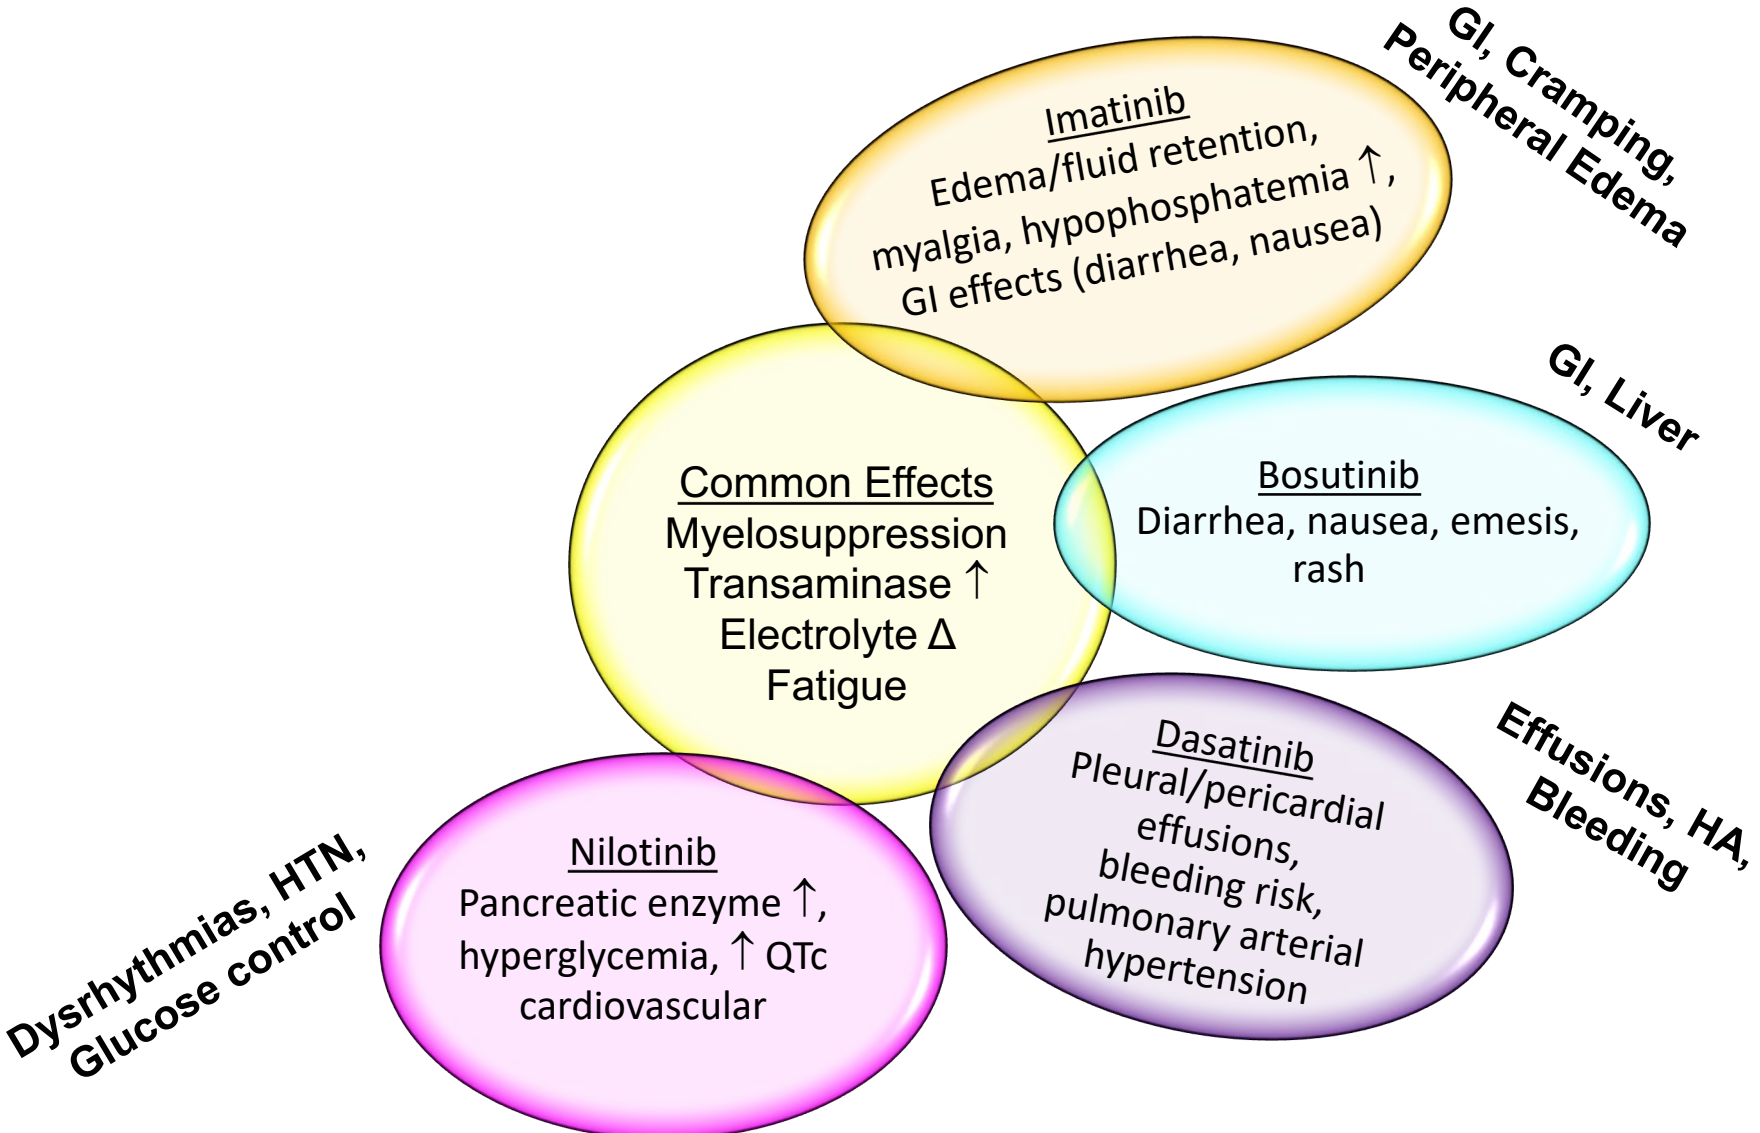 GI, Cramping,
Peripheral Edema
Imatinib
Edema/fluid retention,
myalgia, hypophosphatemia ↑,
GI effects (diarrhea, nausea)
GI, Liver
Bosutinib
Diarrhea, nausea, emesis,
rash
Common Effects
Myelosuppression
Transaminase ↑
Electrolyte Δ
Fatigue
Effusions, HA,
Bleeding
Dasatinib
Pleural/pericardial
effusions,
bleeding risk,
pulmonary arterial
hypertension
Dysrhythmias, HTN,
Glucose control
Nilotinib
Pancreatic enzyme ↑,
hyperglycemia, ↑ QTc
cardiovascular